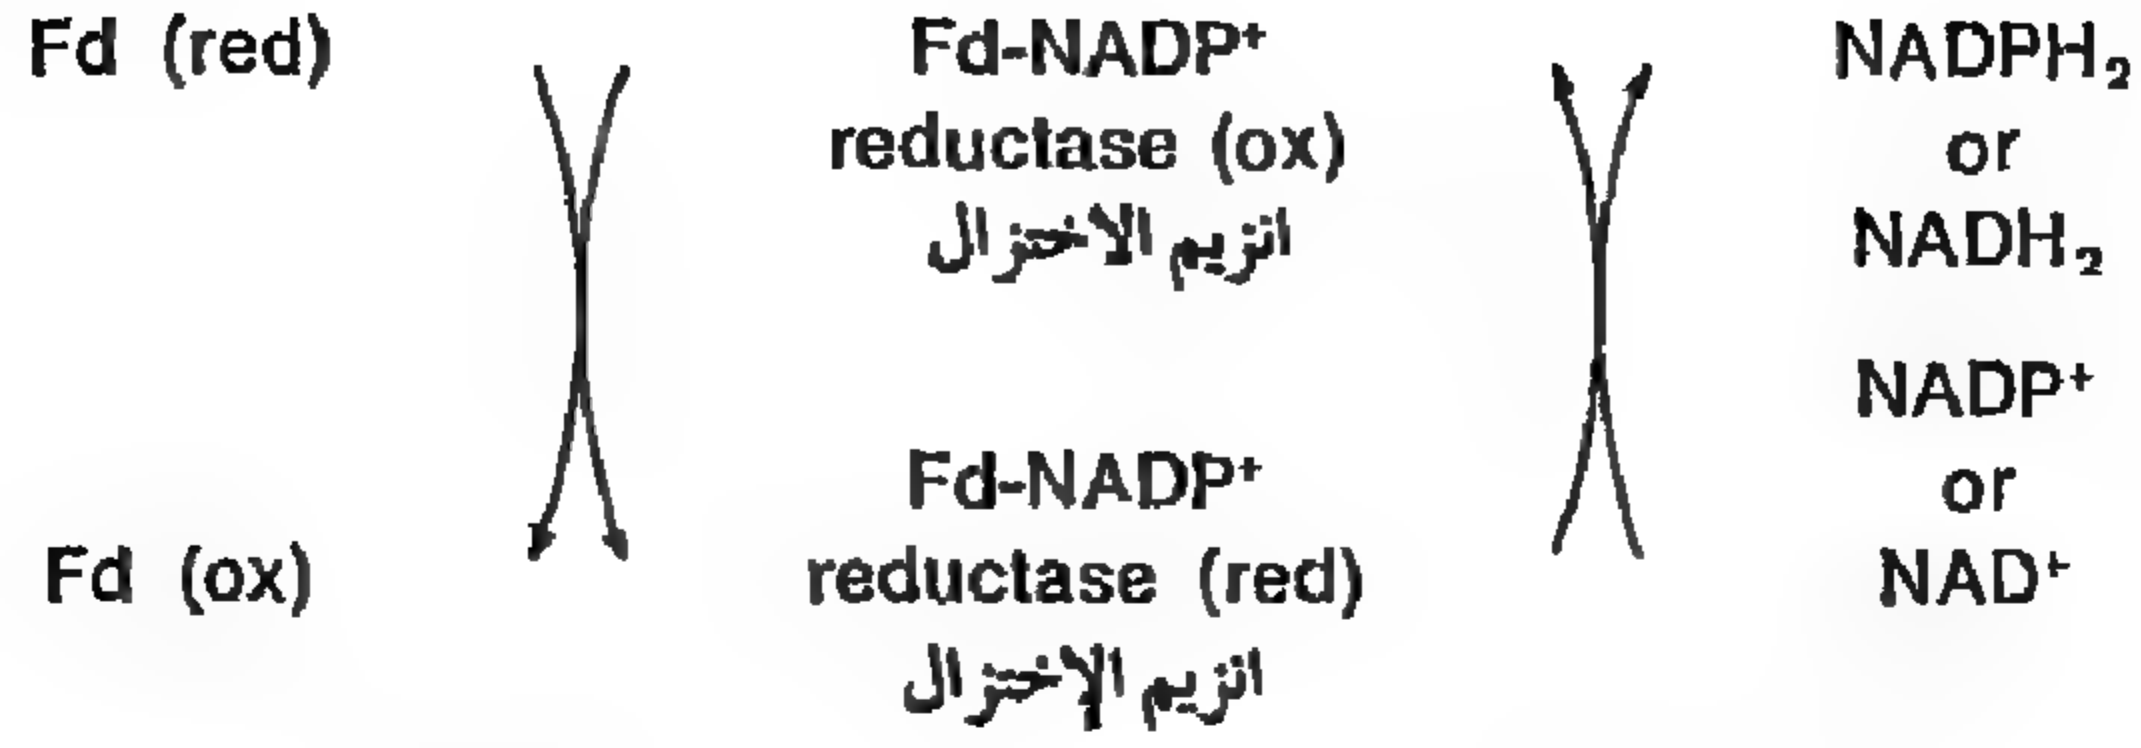 Fd (red)
Fd-NADP⁺
reductase (ox)
انزيم الاختزال
NADPH₂
or
NADH₂
Fd (ox)
Fd-NADP⁺
reductase (red)
انزيم الاختزال
NADP⁺
or
NAD⁺